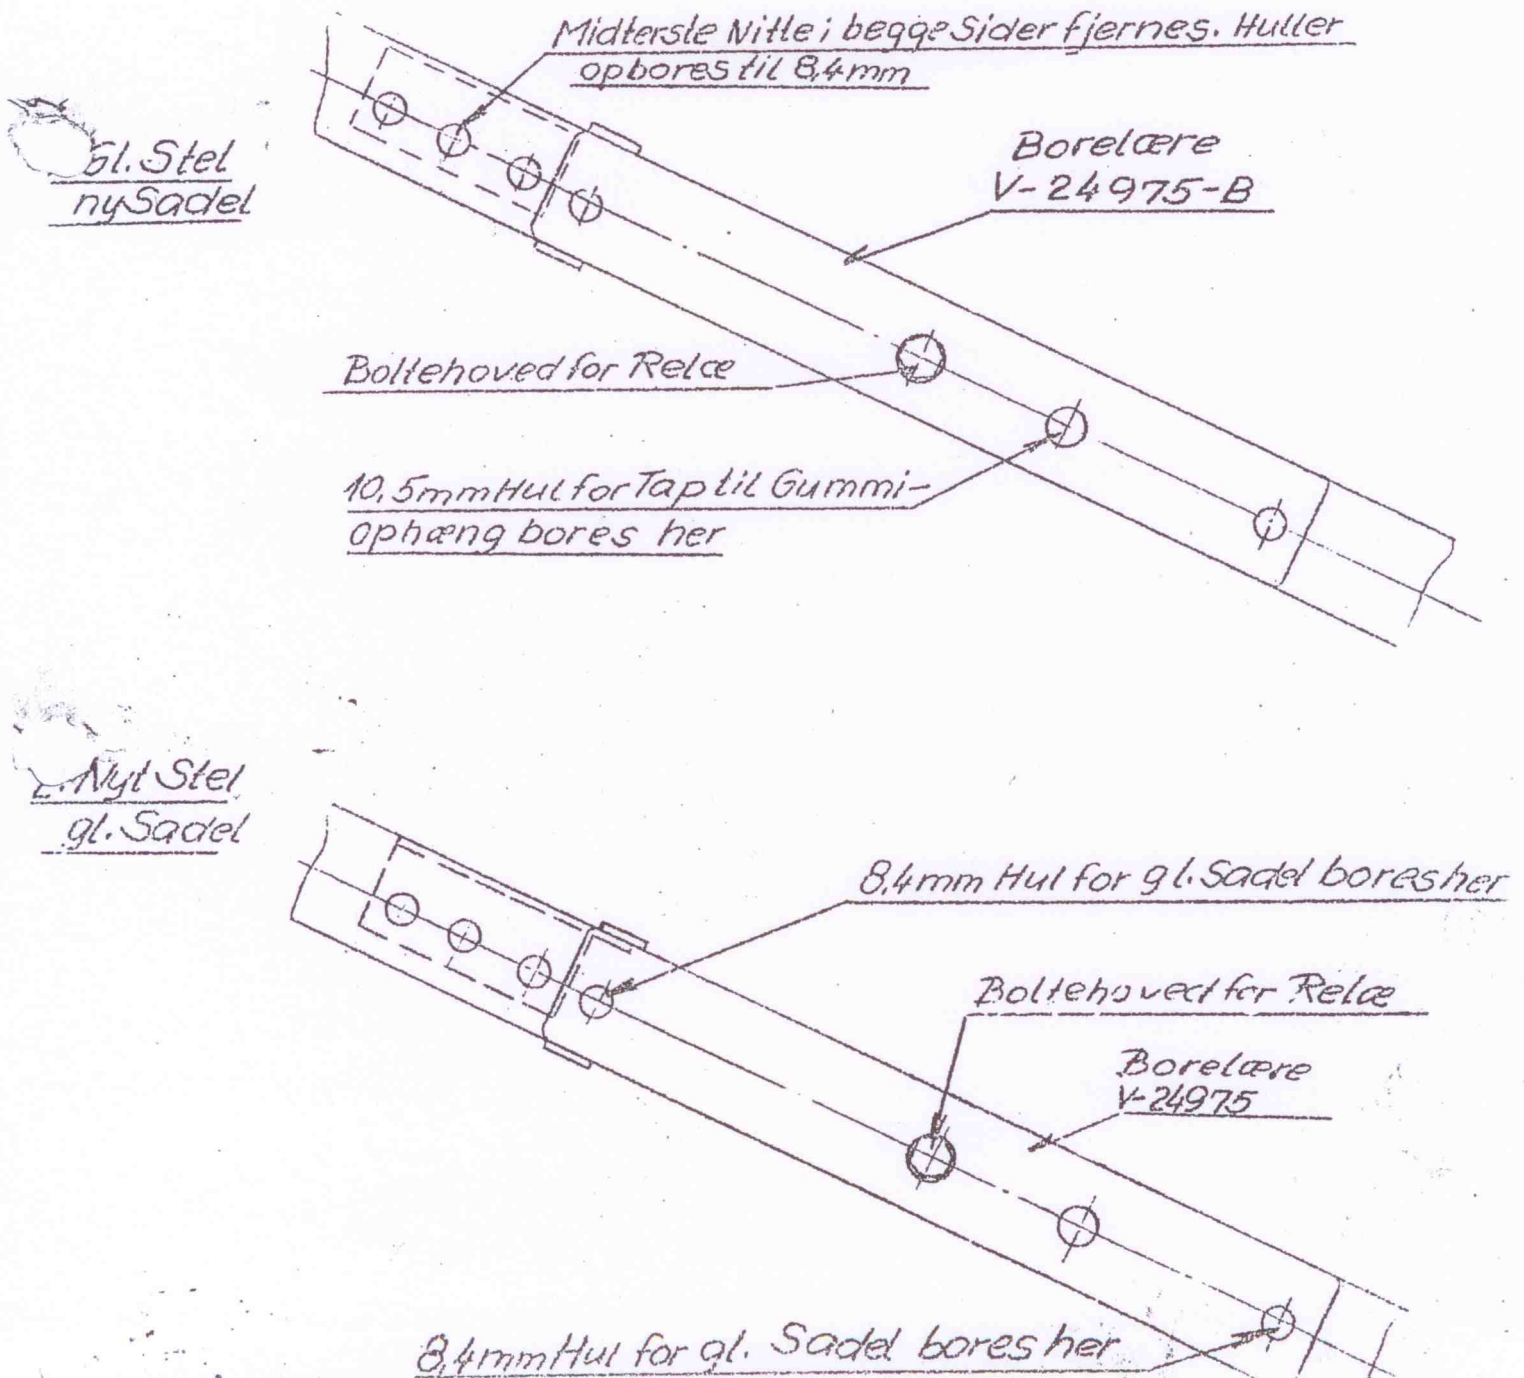 Midterste Nitte i begge Sider fjernes. Huller
opbores til 8,4mm
Gl. Stel
ny Sadel
Borelære
V-24975-B
Boltehoved for Relæ
10,5mm Hul for Tap til Gummi-
ophæng bores her
Nyt Stel
gl. Sadel
8,4mm Hul for gl. Sadel bores her
Boltehoved for Relæ
Borelære
V-24975
8,4mm Hul for gl. Sadel bores her